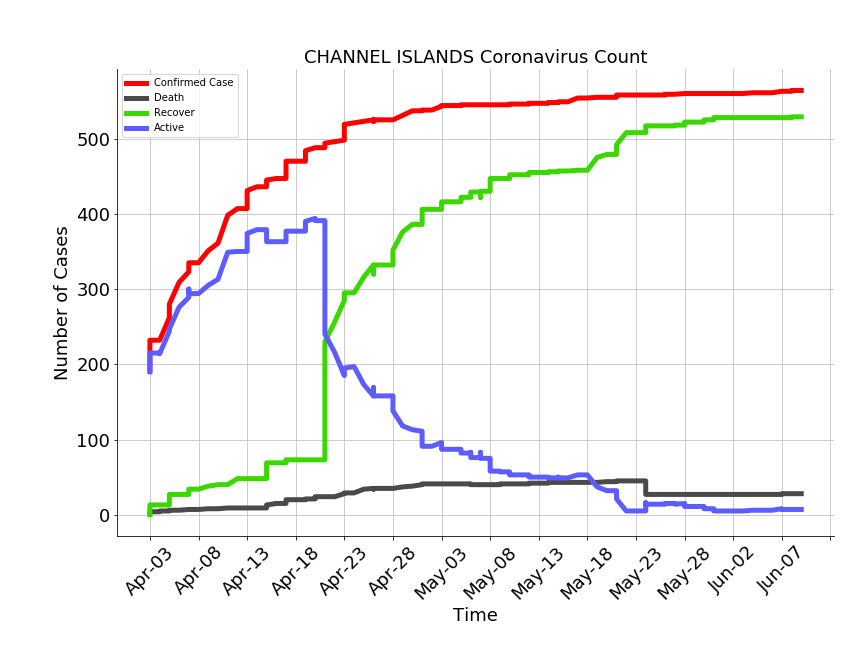 CHANNEL ISLANDS Coronavirus Count
Confirmed Case
Death
Recover
Active
Number of Cases
500
400
300
200
100
0
Apr-03
Apr-08
Apr-13
Apr-18
Apr-23
Apr-28
May-03
May-08
May-13
May-18
May-23
May-28
Jun-02
Jun-07
Time